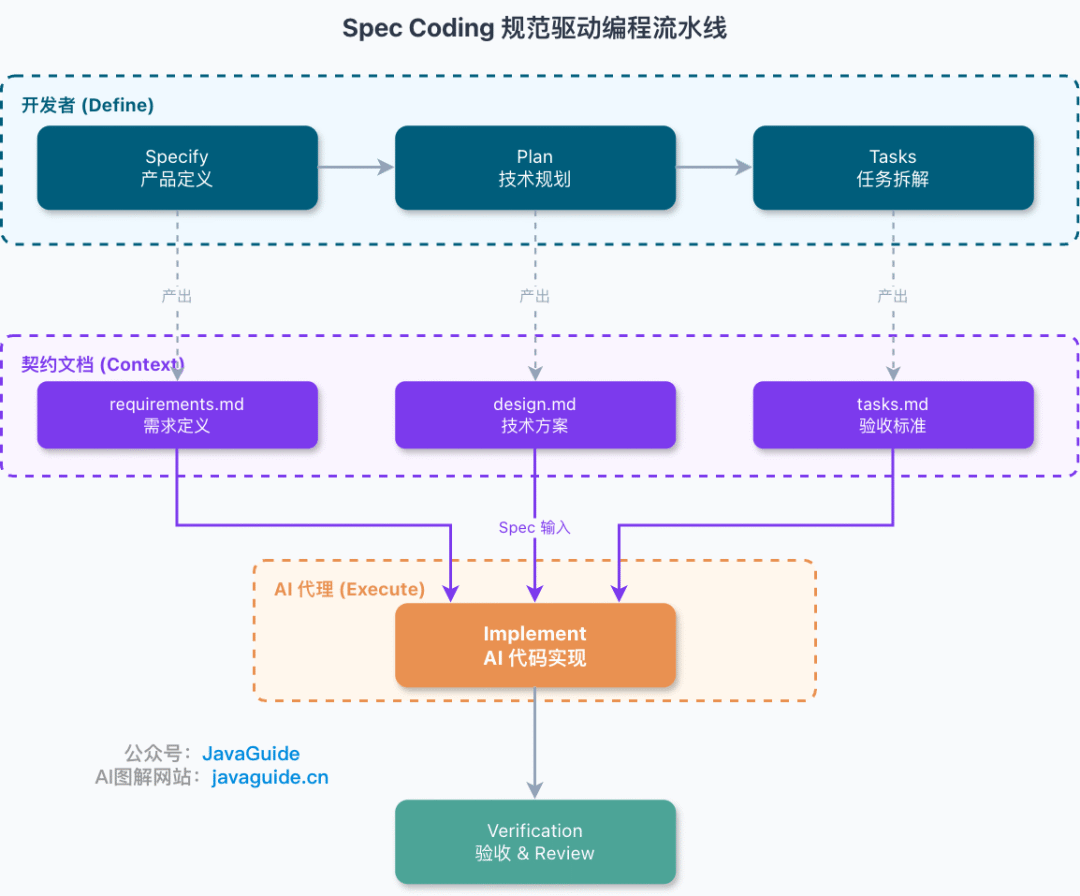 Spec Coding 规范驱动编程流水线
开发者 (Define)
Specify
产品定义
Plan
技术规划
Tasks
任务拆解
产出
产出
产出
契约文档 (Context)
requirements.md
需求定义
design.md
技术方案
tasks.md
验收标准
Spec 输入
AI 代理 (Execute)
Implement
AI 代码实现
公众号：JavaGuide
AI图解网站：javaguide.cn
Verification
验收 & Review